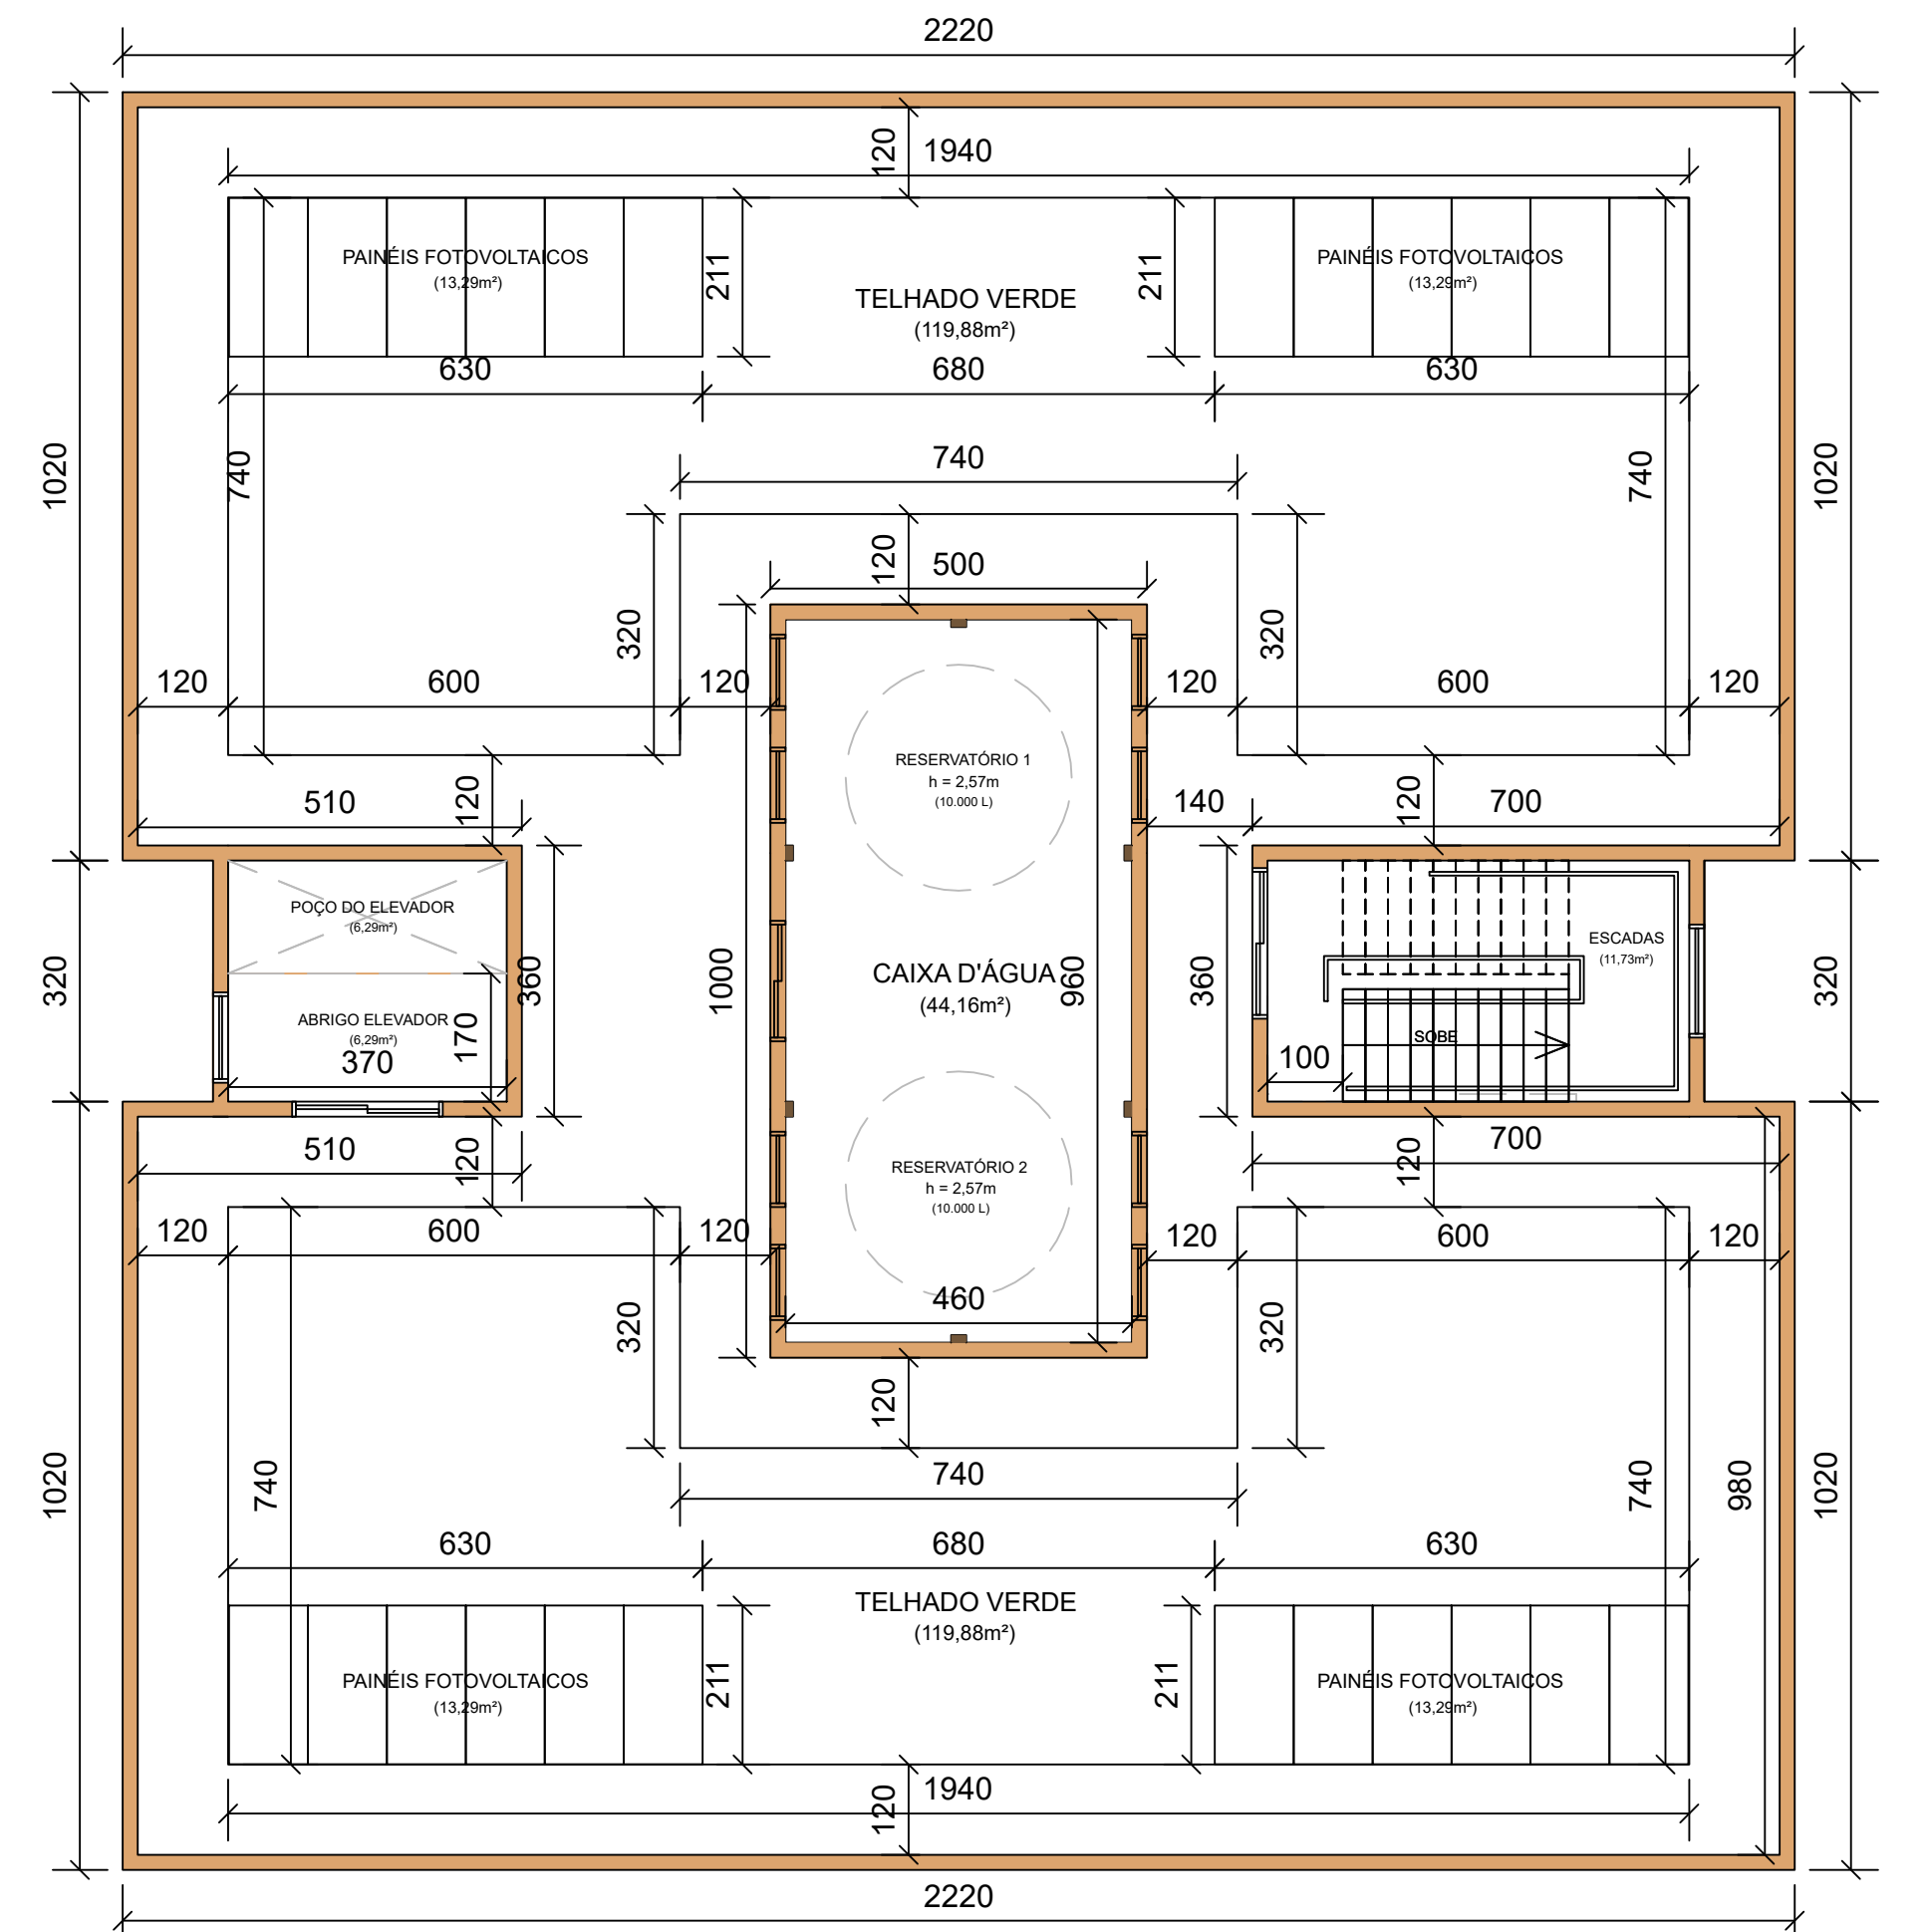 2220
120
1940
PAINÉIS FOTOVOLTAICOS
(13,29m²)
211
TELHADO VERDE
(119,88m²)
211
PAINÉIS FOTOVOLTAICOS
(13,29m²)
630
680
630
1020
740
740
740
1020
120
500
320
320
120
600
120
120
600
120
RESERVATÓRIO 1
h = 2,57m
(10.000 L)
510
120
140
120
700
POÇO DO ELEVADOR
(6,29m²)
320
360
1000
CAIXA D'ÁGUA
(44,16m²)
960
360
ESCADAS
(11,73m²)
320
ABRIGO ELEVADOR
(6,29m²)
370
170
SOBE
100
510
120
120
700
RESERVATÓRIO 2
h = 2,57m
(10.000 L)
120
600
120
120
600
120
460
320
320
120
740
1020
740
740
980
1020
630
680
630
TELHADO VERDE
(119,88m²)
PAINÉIS FOTOVOLTAICOS
(13,29m²)
211
211
PAINÉIS FOTOVOLTAICOS
(13,29m²)
120
1940
2220